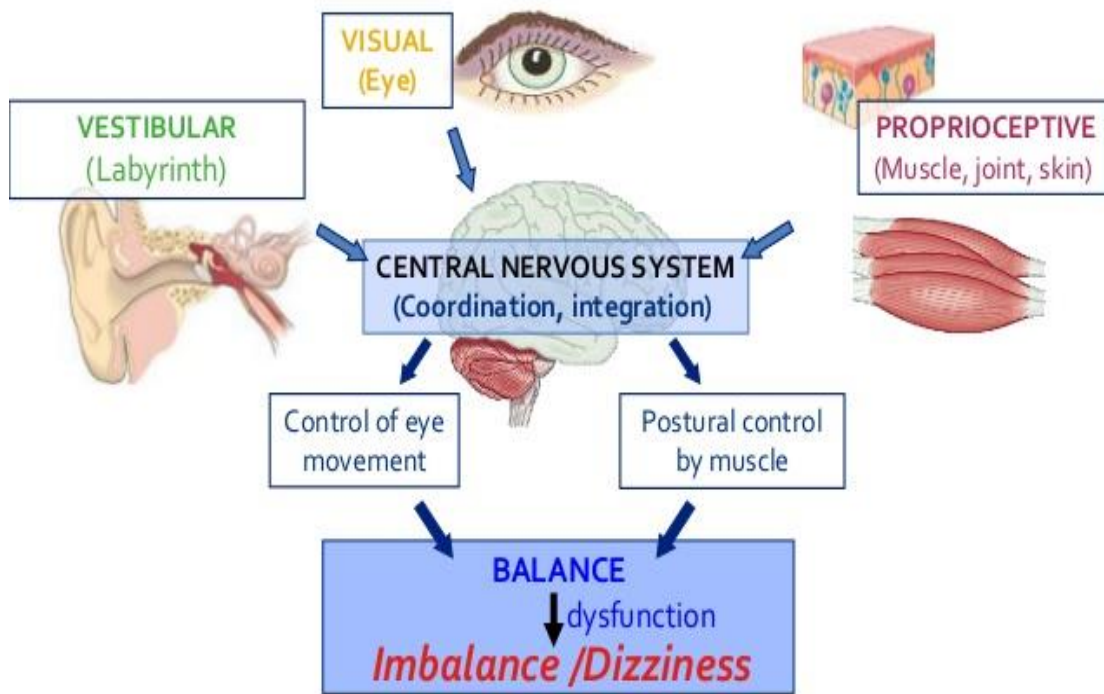 VISUAL
(Eye)
VESTIBULAR
(Labyrinth)
PROPRIOCEPTIVE
(Muscle, joint, skin)
CENTRAL NERVOUS SYSTEM
(Coordination, integration)
Control of eye
movement
Postural control
by muscle
BALANCE
dysfunction
Imbalance /Dizziness